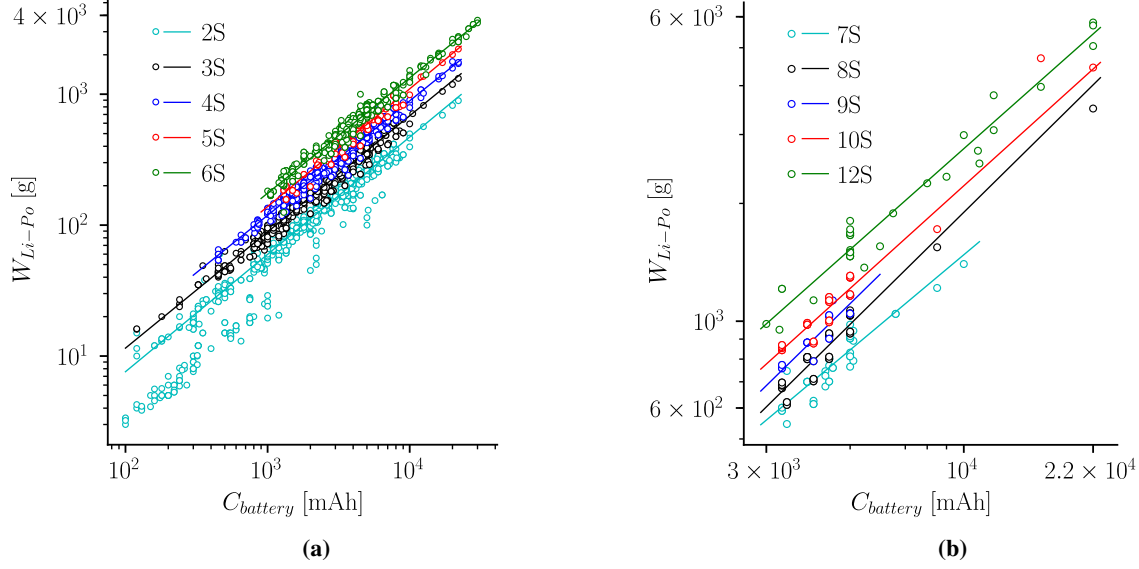 4 × 10³
10³
10²
10¹
W_{Li−Po} [g]
2S
3S
4S
5S
6S
10²
10³
10⁴
C_{battery} [mAh]
(a)
6 × 10³
10³
6 × 10²
W_{Li−Po} [g]
7S
8S
9S
10S
12S
3 × 10³
10⁴
2.2 × 10⁴
C_{battery} [mAh]
(b)